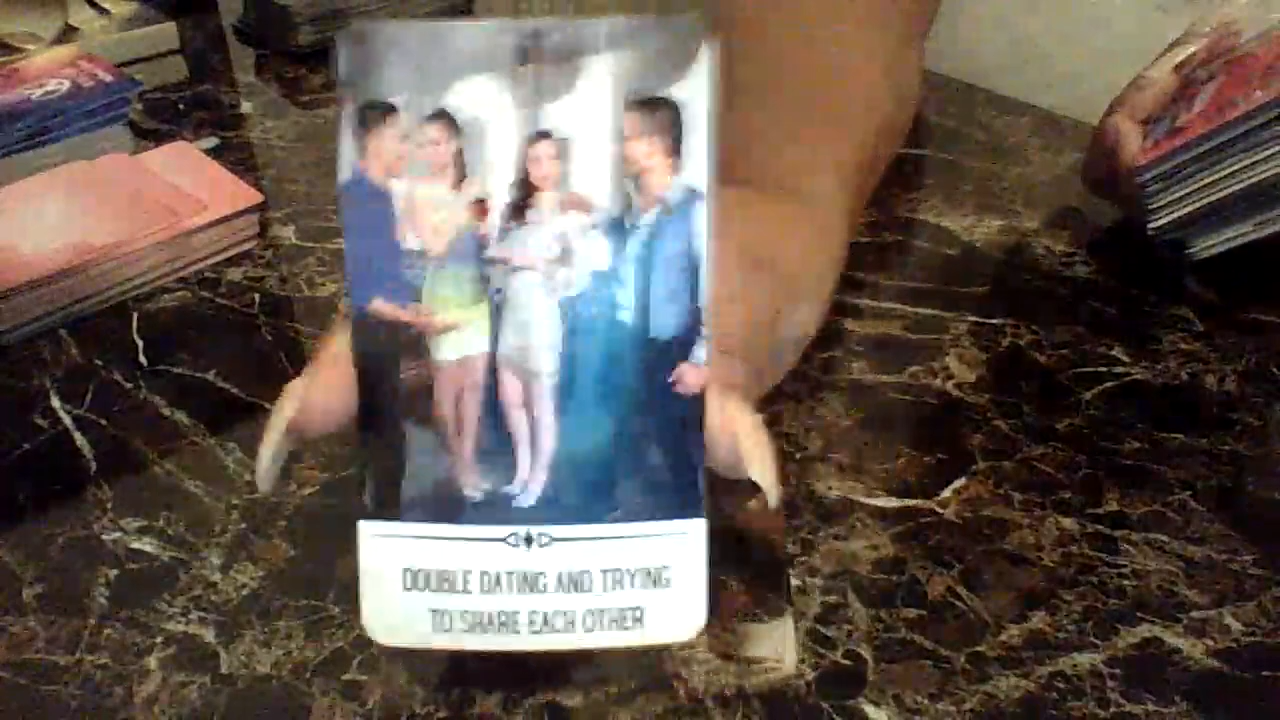 DOUBLE DATING AND TRYING
TO SHARE EACH OTHER